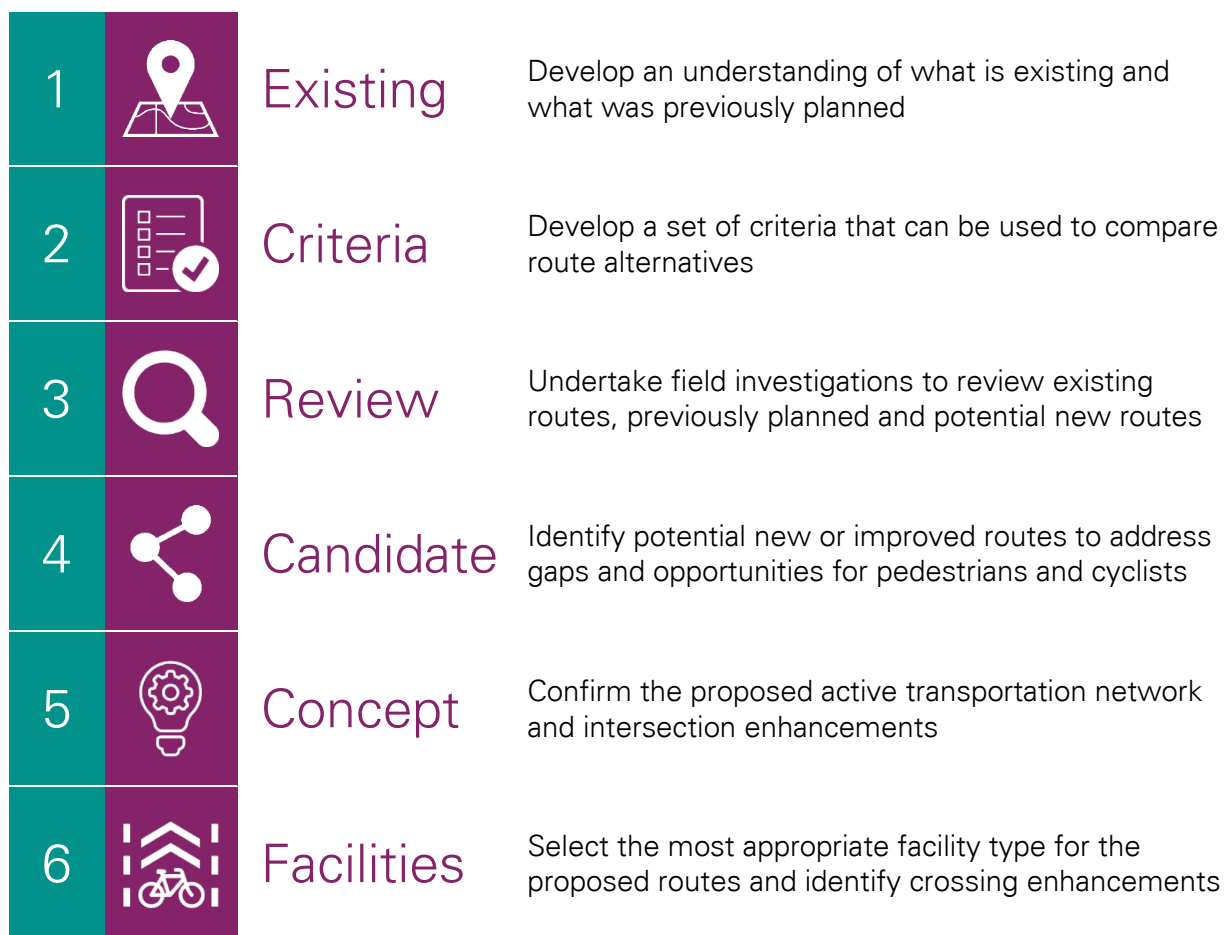 1
Existing
Develop an understanding of what is existing and
what was previously planned
2
Criteria
Develop a set of criteria that can be used to compare
route alternatives
3
Review
Undertake field investigations to review existing
routes, previously planned and potential new routes
4
Candidate
Identify potential new or improved routes to address
gaps and opportunities for pedestrians and cyclists
5
Concept
Confirm the proposed active transportation network
and intersection enhancements
6
Facilities
Select the most appropriate facility type for the
proposed routes and identify crossing enhancements